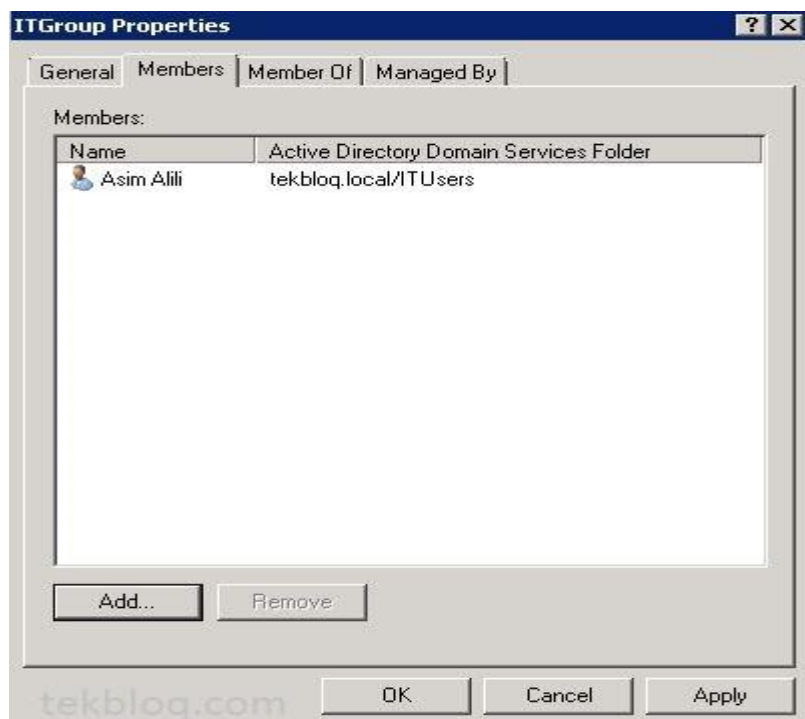 ITGroup Properties
General Members Member Of Managed By
Members:
Name Active Directory Domain Services Folder
Asim Alili tekbloq.local/ITUsers
Add... Remove
OK Cancel Apply
tekbloq.com